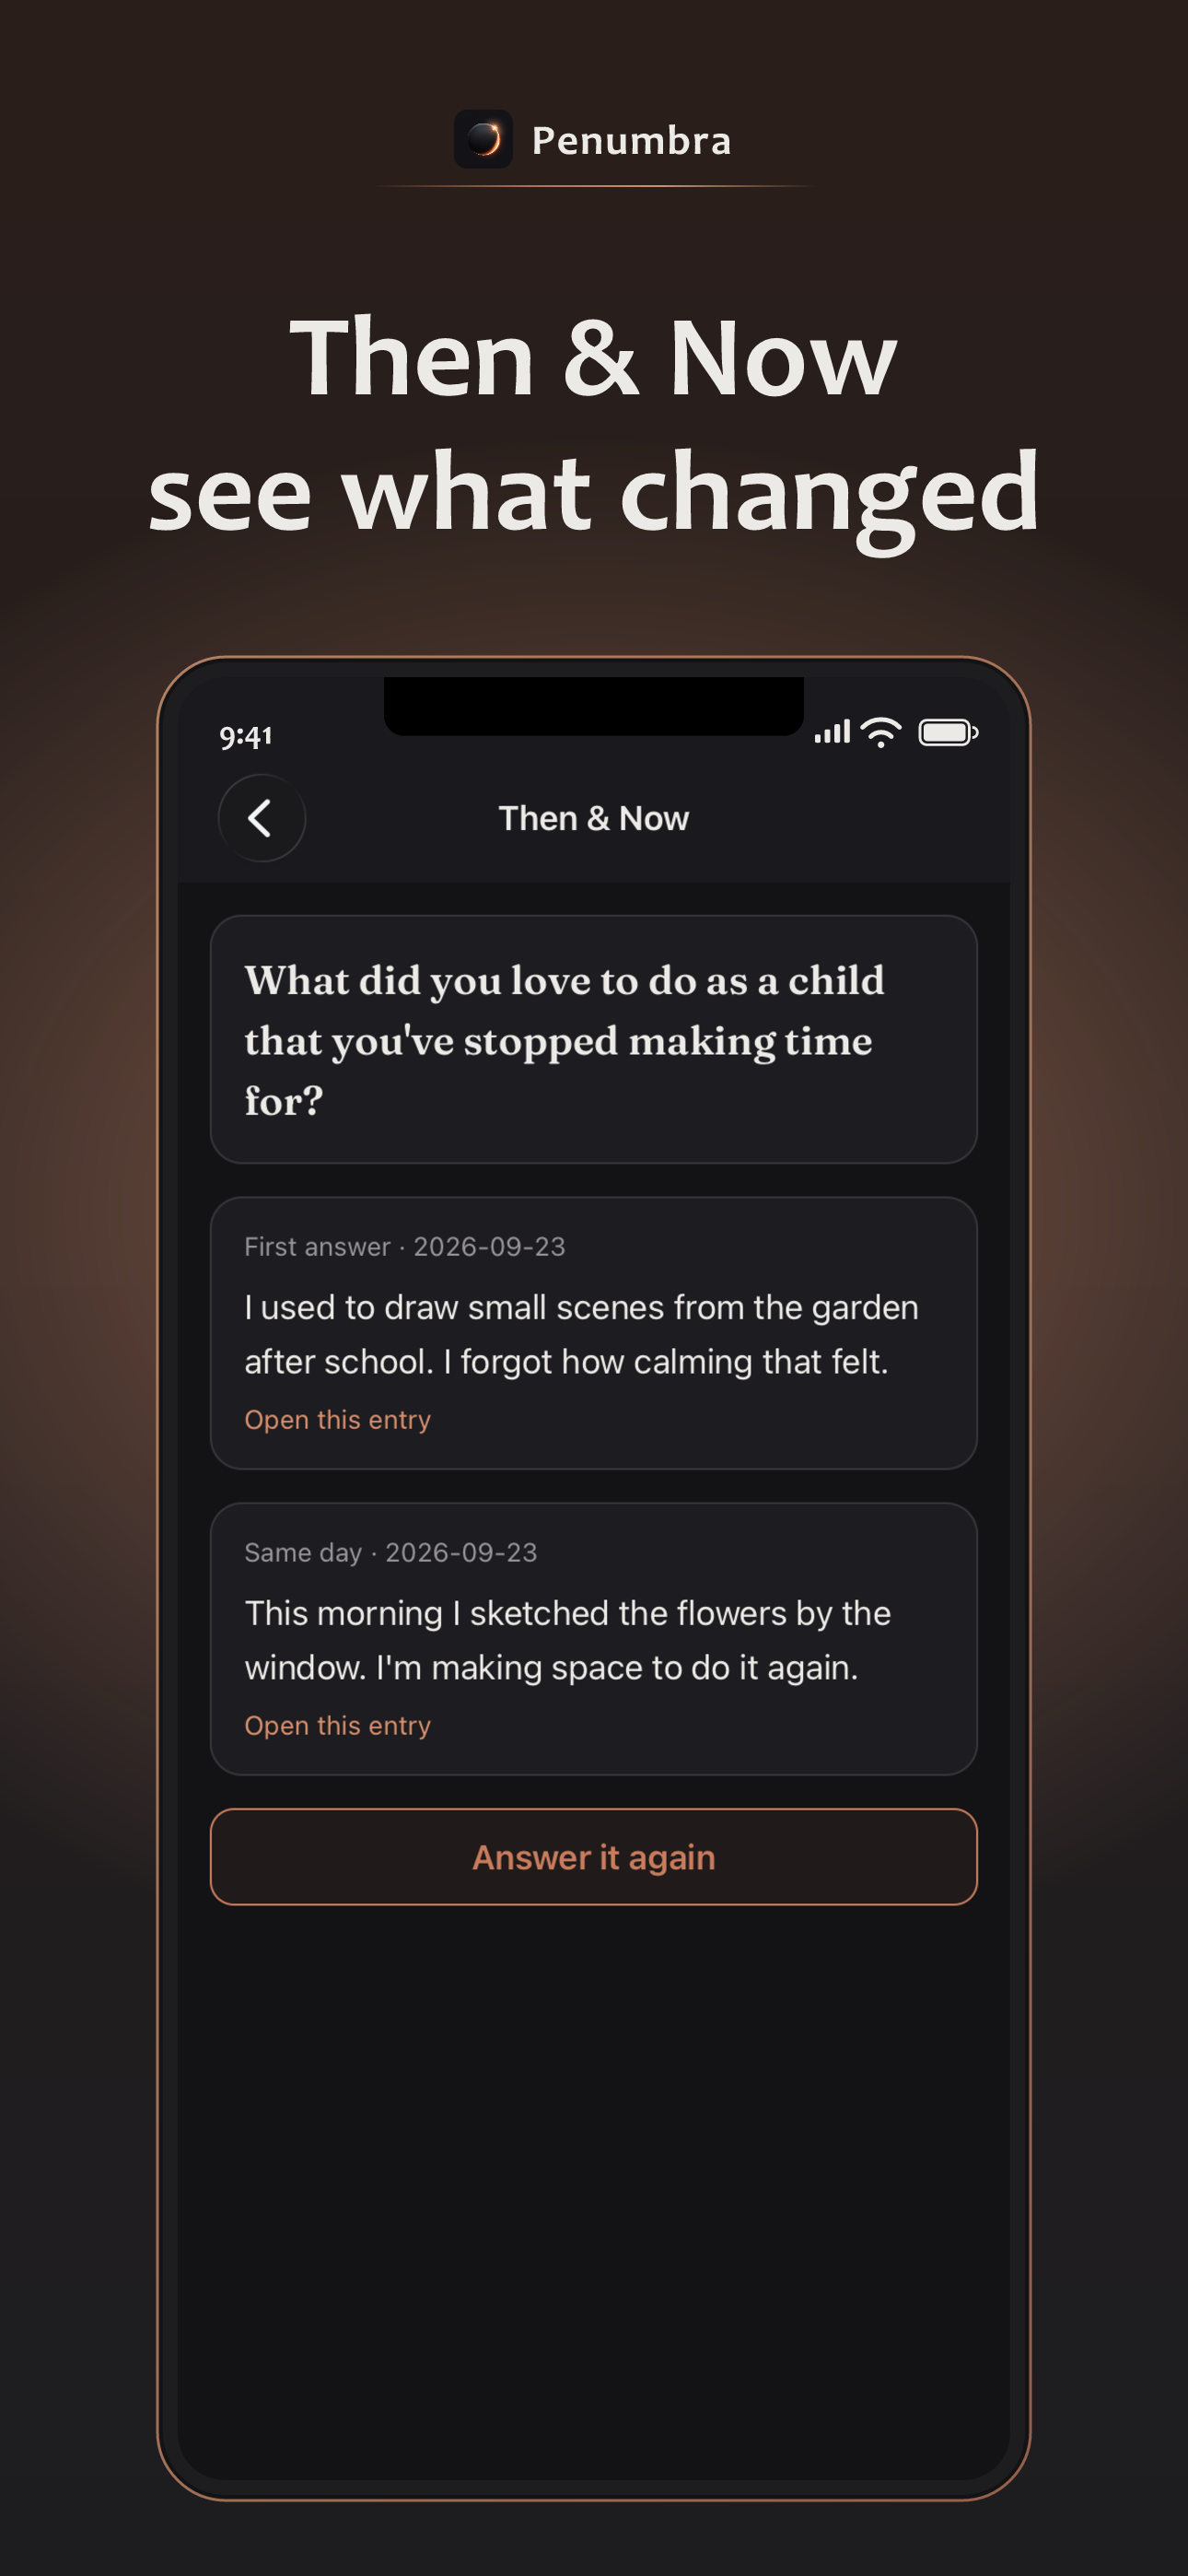 Penumbra
Then & Now
see what changed
9:41
Then & Now
What did you love to do as a child
that you've stopped making time
for?
First answer · 2026-09-23
I used to draw small scenes from the garden
after school. I forgot how calming that felt.
Open this entry
Same day · 2026-09-23
This morning I sketched the flowers by the
window. I'm making space to do it again.
Open this entry
Answer it again